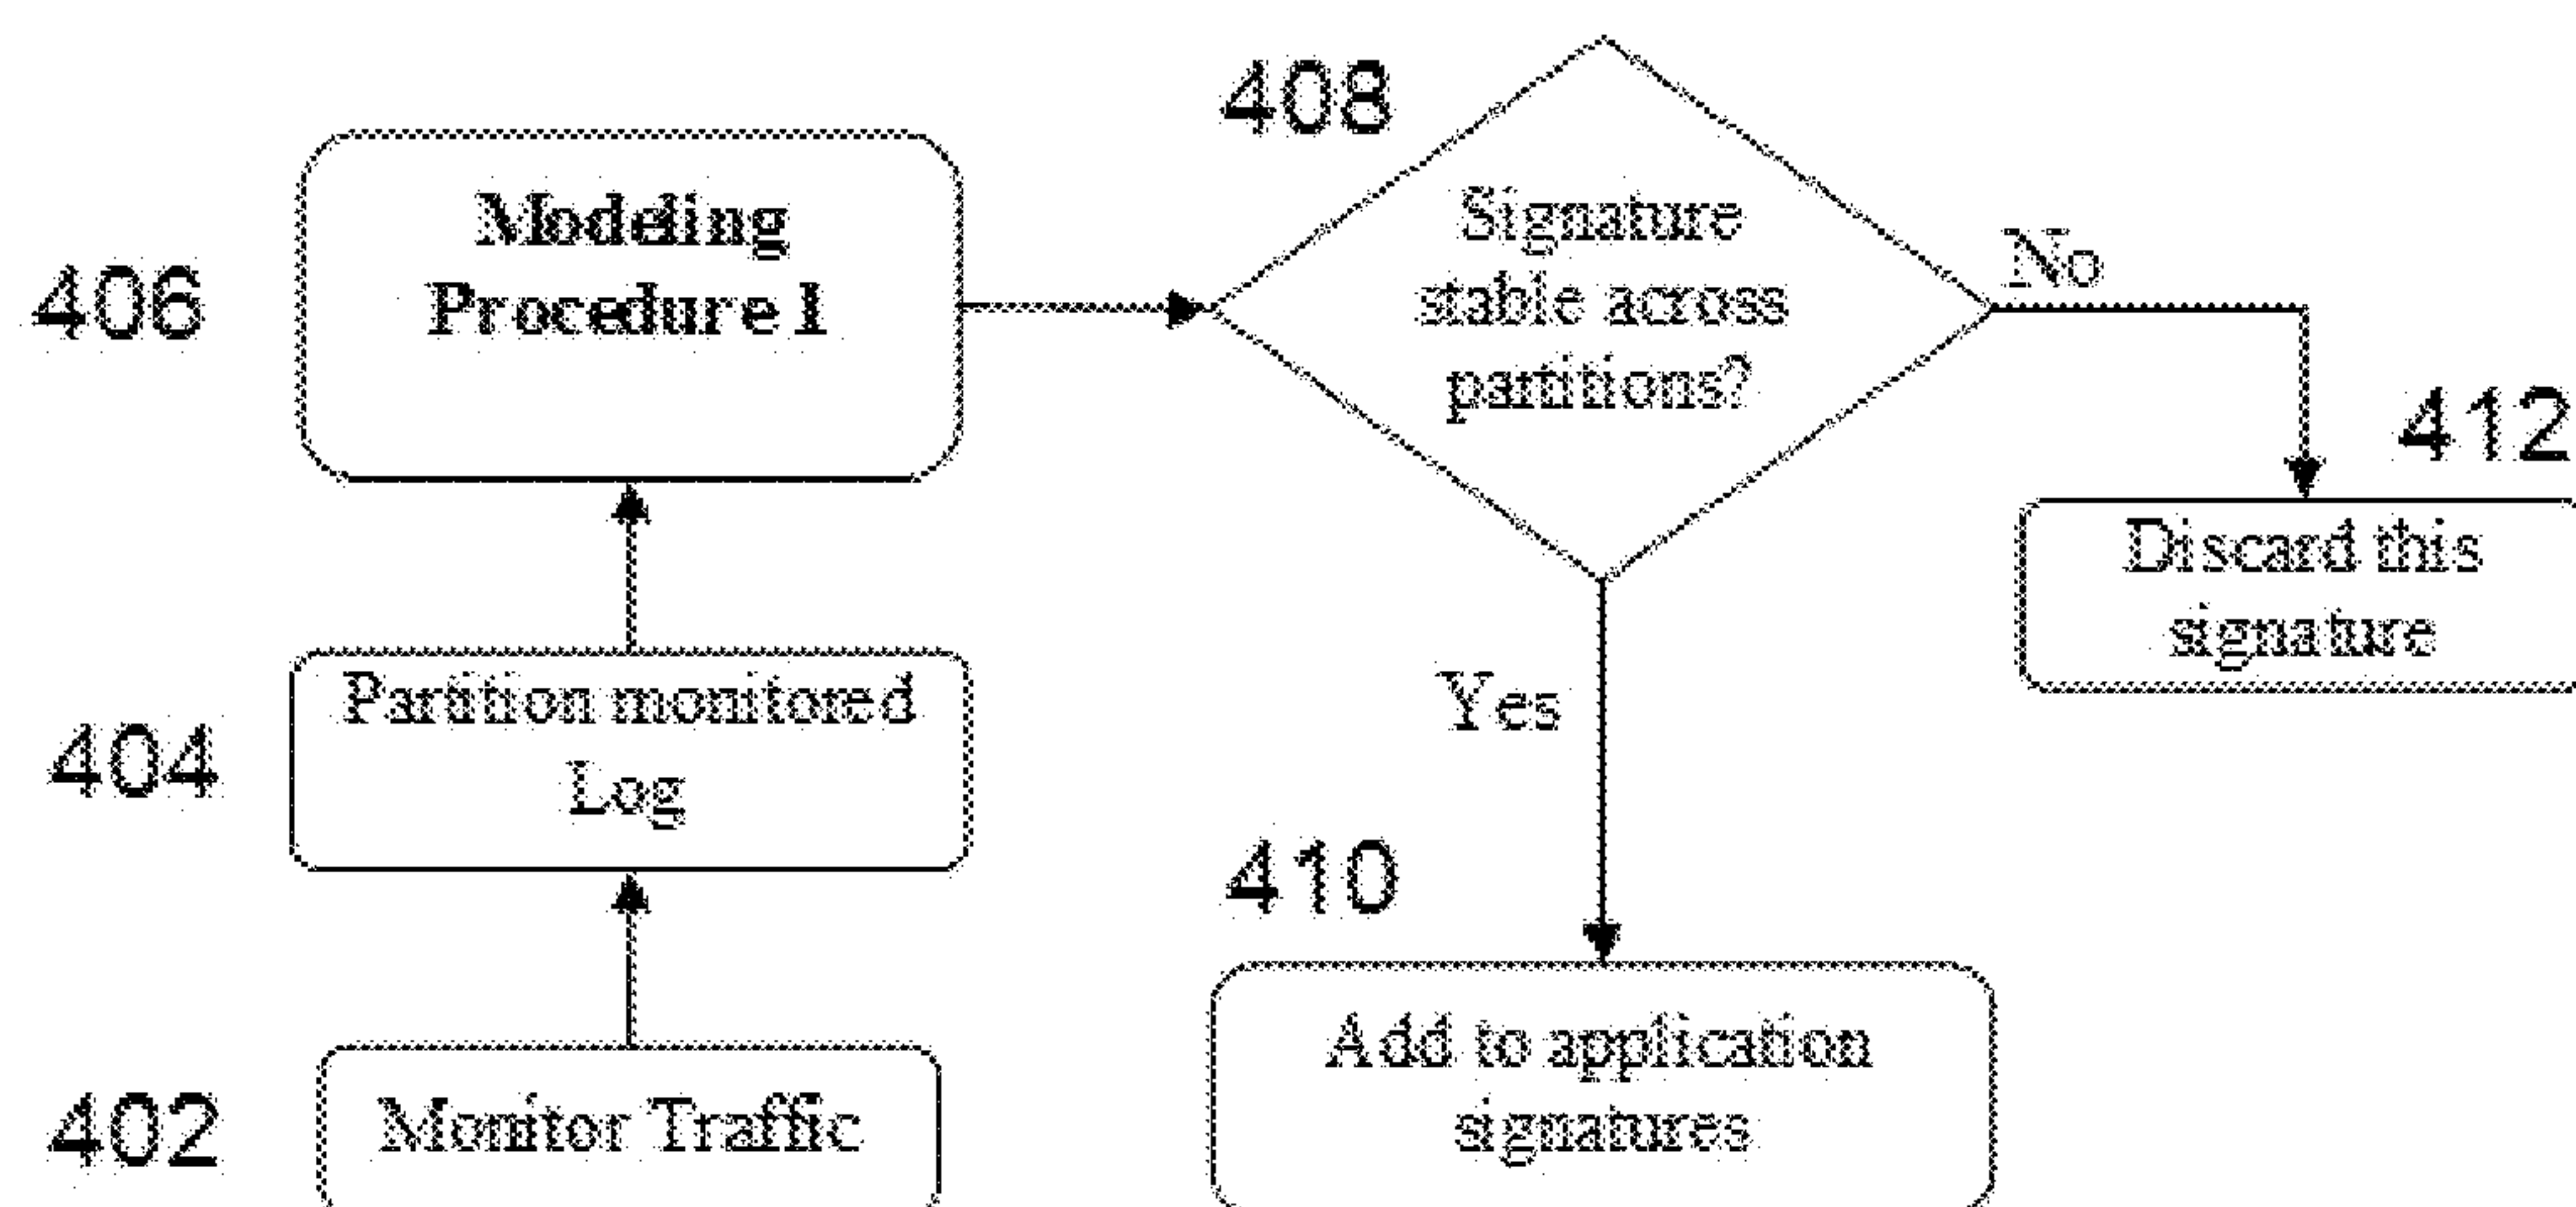 408
Modeling
Procedure 1
406
Signature
stable across
partitions?
No
412
Discard this
signature
Partition monitored
Log
404
Yes
410
Add to application
signatures
Monitor Traffic
402